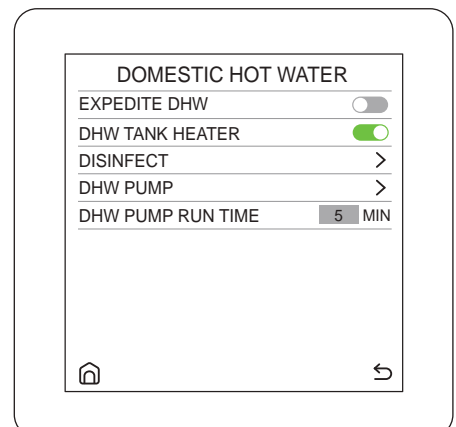 DOMESTIC HOT WATER
EXPEDITE DHW
DHW TANK HEATER
DISINFECT >
DHW PUMP >
DHW PUMP RUN TIME 5 MIN